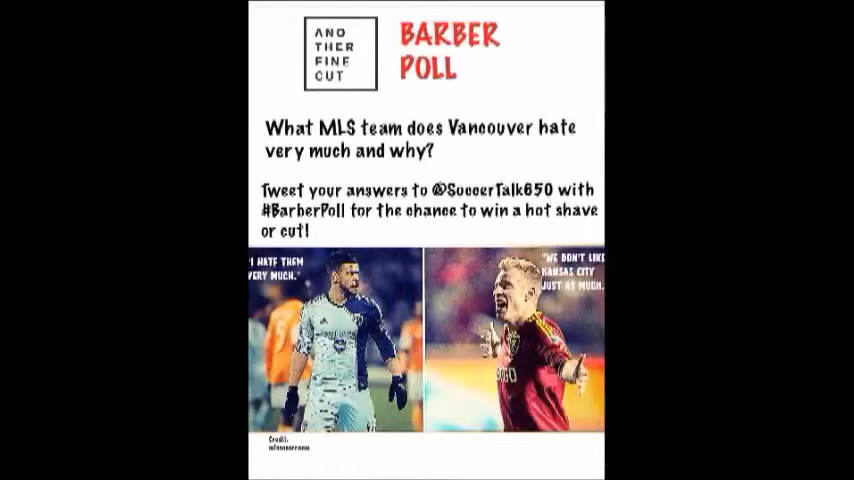 ANO
THER
FINE
CUT
BARBER
POLL
What MLS team does Vancouver hate
very much and why?
Tweet your answers to @SoccerTalk650 with
#BarberPoll for the chance to win a hot shave
or cut!
"I HATE THEM
VERY MUCH."
"WE DON'T LIKE
KANSAS CITY
JUST AS MUCH.
Credit: